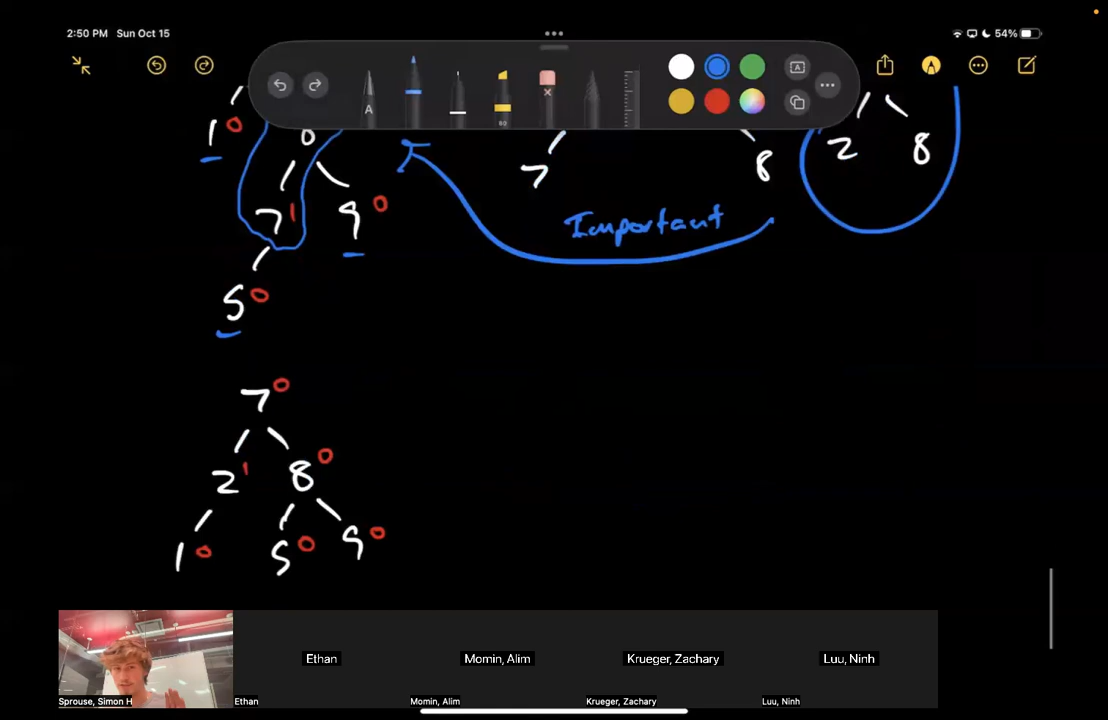 2:50 PM Sun Oct 15
54%
A
80
1 0
8
7
8
2 8
7 1 9 0
Important
5 0
7 0
2 1 8 0
1 0 5 0 9 0
Ethan
Momin, Alim
Krueger, Zachary
Luu, Ninh
Sprouse, Simon H
Ethan
Momin, Alim
Krueger, Zachary
Luu, Ninh